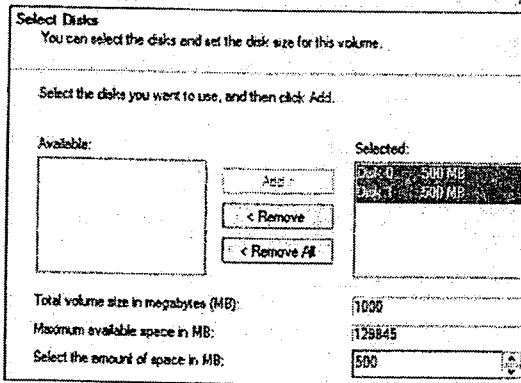 Select Disks
You can select the disks and set the disk size for this volume.
Select the disks you want to use, and then click Add.
Available:
Selected:
Add >
Disk 0 500 MB
Disk 1 500 MB
< Remove
< Remove All
Total volume size in megabytes (MB):
1000
Maximum available space in MB:
129845
Select the amount of space in MB:
500